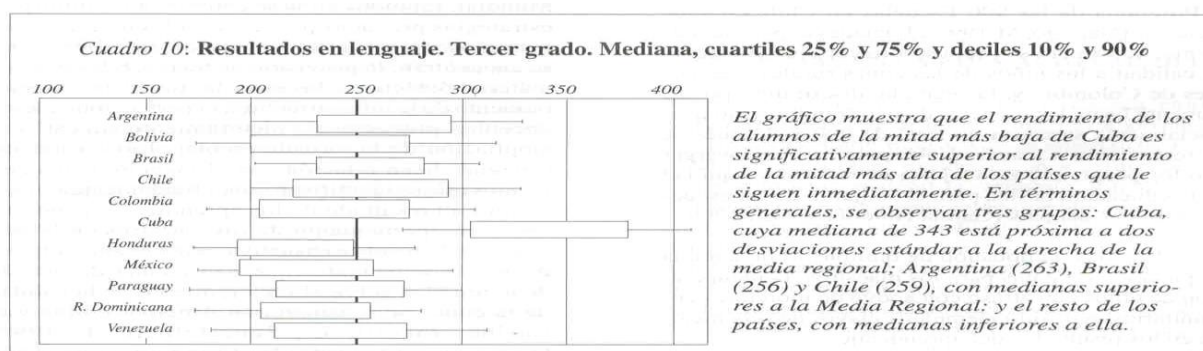 Cuadro 10: Resultados en lenguaje. Tercer grado. Mediana, cuartiles 25% y 75% y deciles 10% y 90%
100 150 200 250 300 350 400
Argentina
Bolivia
Brasil
Chile
Colombia
Cuba
Honduras
México
Paraguay
R. Dominicana
Venezuela
El gráfico muestra que el rendimiento de los
alumnos de la mitad más baja de Cuba es
significativamente superior al rendimiento
de la mitad más alta de los países que le
siguen inmediatamente. En términos
generales, se observan tres grupos: Cuba,
cuya mediana de 343 está próxima a dos
desviaciones estándar a la derecha de la
media regional; Argentina (263), Brasil
(256) y Chile (259), con medianas superio-
res a la Media Regional; y el resto de los
países, con medianas inferiores a ella.